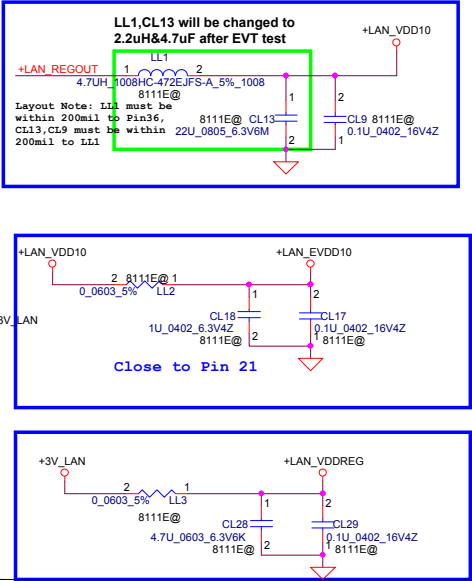 LL1,CL13 will be changed to
2.2uH&4.7uF after EVT test
+LAN_VDD10
LL1
+LAN_REGOUT 1 2
4.7UH_1008HC-472EJFS-A_5%_1008
8111E@
Layout Note: LL1 must be
within 200mil to Pin36,
CL13,CL9 must be within
200mil to LL1
1 2
8111E@ CL13 CL9 8111E@
22U_0805_6.3V6M 0.1U_0402_16V4Z
2 1
+LAN_VDD10 +LAN_EVDD10
2 8111E@ 1
0_0603_5% LL2
1 2
3V_LAN
CL18 CL17
1U_0402_6.3V4Z 0.1U_0402_16V4Z
8111E@ 2 1 8111E@
Close to Pin 21
+3V_LAN +LAN_VDDREG
2 1
0_0603_5% LL3
8111E@
1 2
CL28 CL29
4.7U_0603_6.3V6K 0.1U_0402_16V4Z
8111E@ 2 1 8111E@